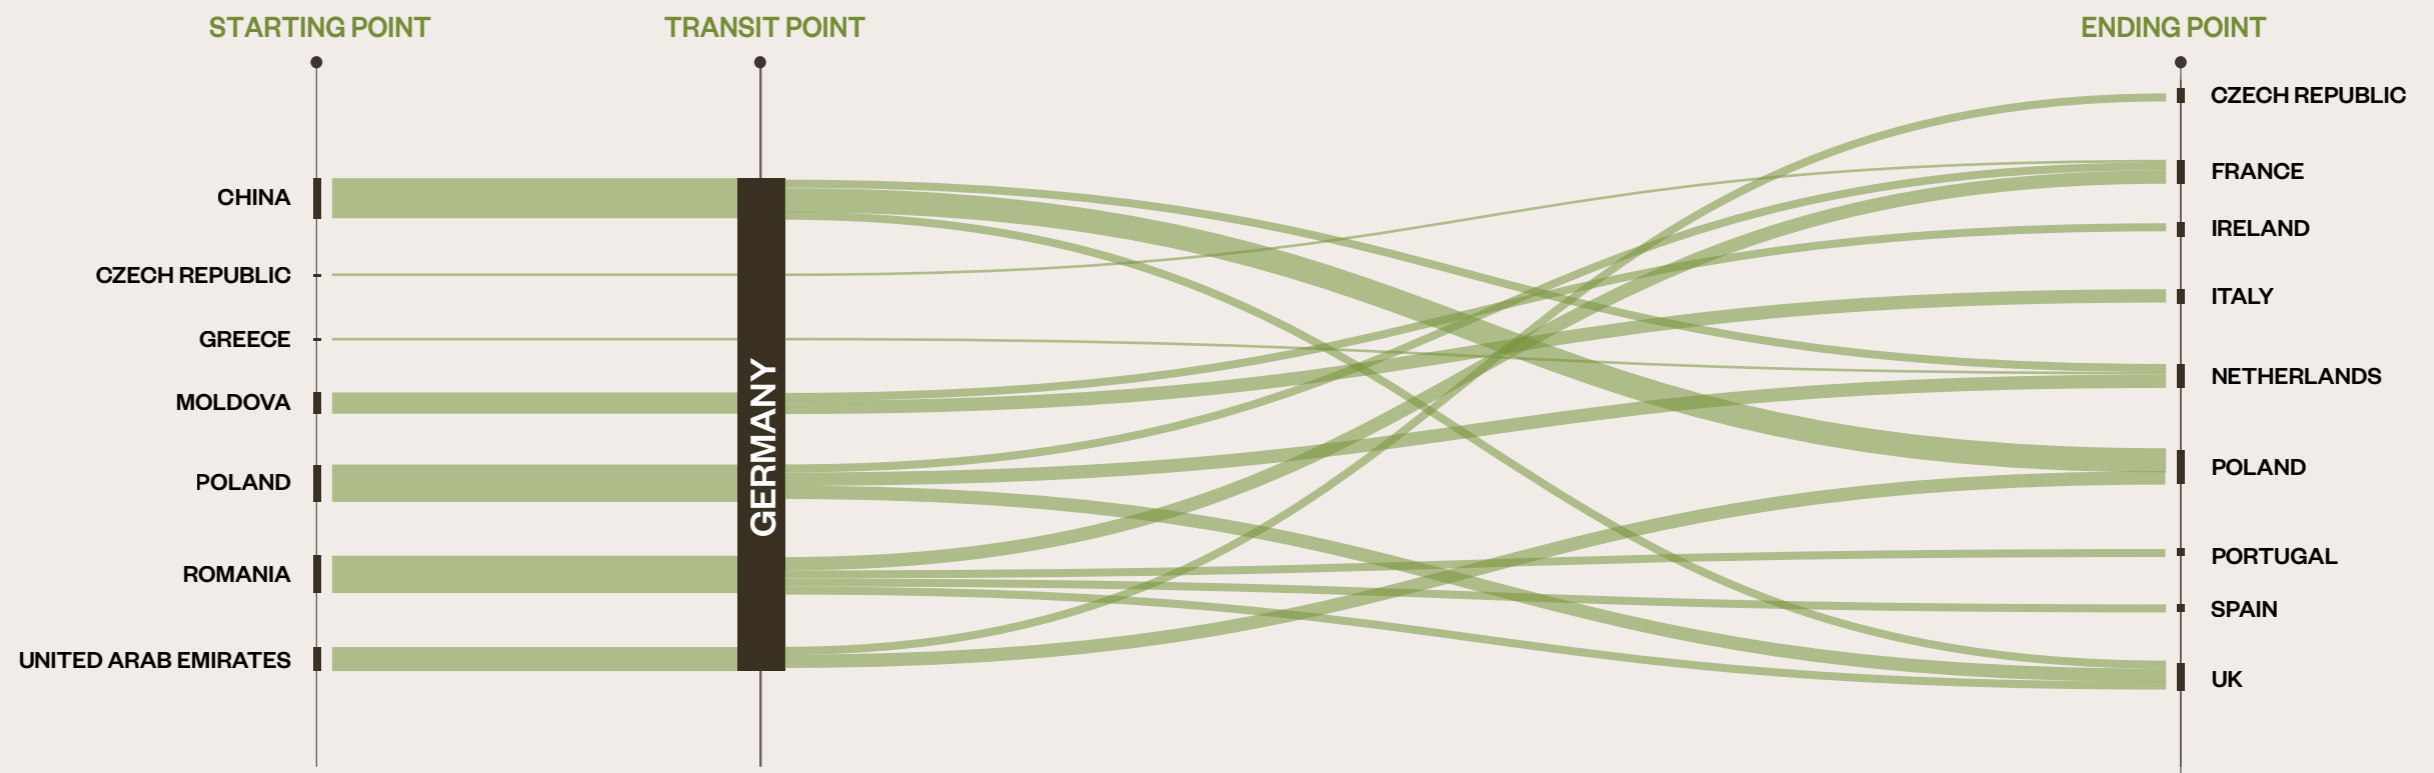 STARTING POINT
TRANSIT POINT
ENDING POINT
CHINA
CZECH REPUBLIC
GREECE
MOLDOVA
POLAND
ROMANIA
UNITED ARAB EMIRATES
GERMANY
CZECH REPUBLIC
FRANCE
IRELAND
ITALY
NETHERLANDS
POLAND
PORTUGAL
SPAIN
UK